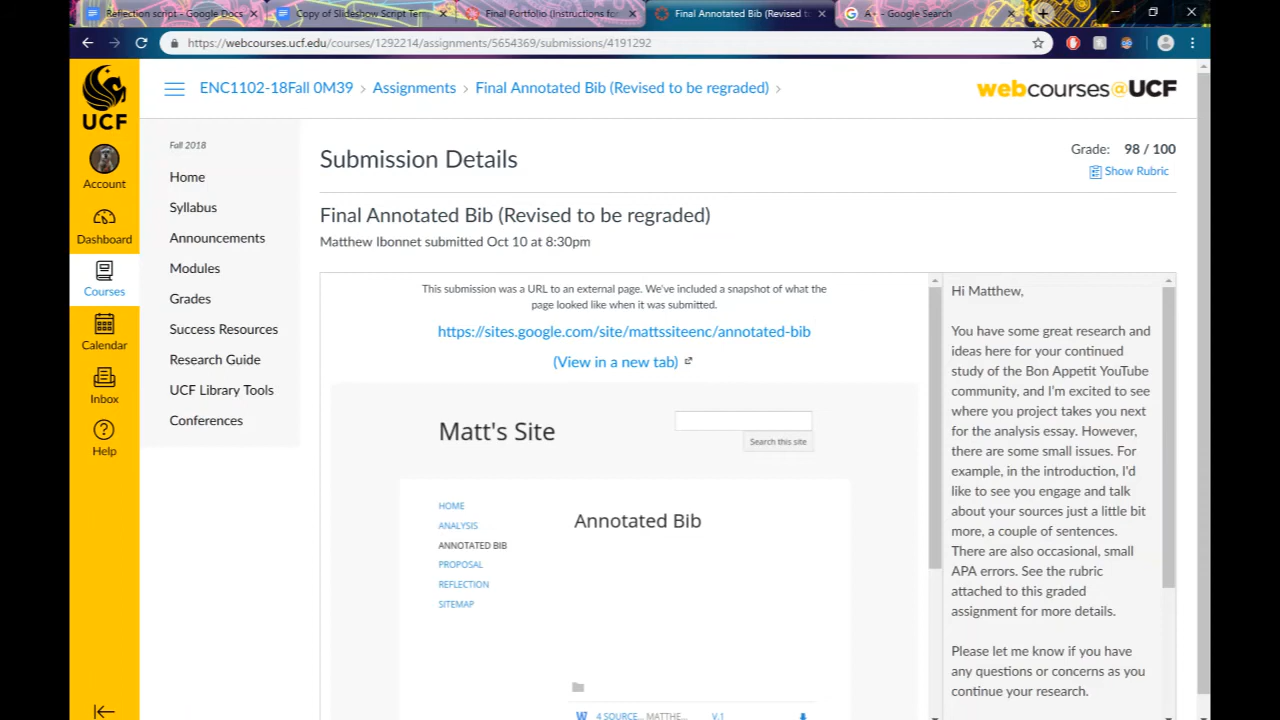 Reflection script - Google Docs
Copy of Slideshow Script Tem
Final Portfolio (Instructions fo
Final Annotated Bib (Revised to
A+ - Google Search
https://webcourses.ucf.edu/courses/1292214/assignments/5654369/submissions/4191292
UCF
Account
Dashboard
Courses
Calendar
Inbox
Help
ENC1102-18Fall 0M39 > Assignments > Final Annotated Bib (Revised to be regraded) >
webcourses@UCF
Fall 2018
Home
Syllabus
Announcements
Modules
Grades
Success Resources
Research Guide
UCF Library Tools
Conferences
Submission Details
Grade: 98 / 100
Show Rubric
Final Annotated Bib (Revised to be regraded)
Matthew Ibonnet submitted Oct 10 at 8:30pm
This submission was a URL to an external page. We've included a snapshot of what the
page looked like when it was submitted.
https://sites.google.com/site/mattssiteenc/annotated-bib
(View in a new tab)
Matt's Site
Search this site
HOME
ANALYSIS
ANNOTATED BIB
PROPOSAL
REFLECTION
SITEMAP
Annotated Bib
4 SOURCE... MATTHE... V.1
Hi Matthew,
You have some great research and
ideas here for your continued
study of the Bon Appetit YouTube
community, and I'm excited to see
where you project takes you next
for the analysis essay. However,
there are some small issues. For
example, in the introduction, I'd
like to see you engage and talk
about your sources just a little bit
more, a couple of sentences.
There are also occasional, small
APA errors. See the rubric
attached to this graded
assignment for more details.
Please let me know if you have
any questions or concerns as you
continue your research.